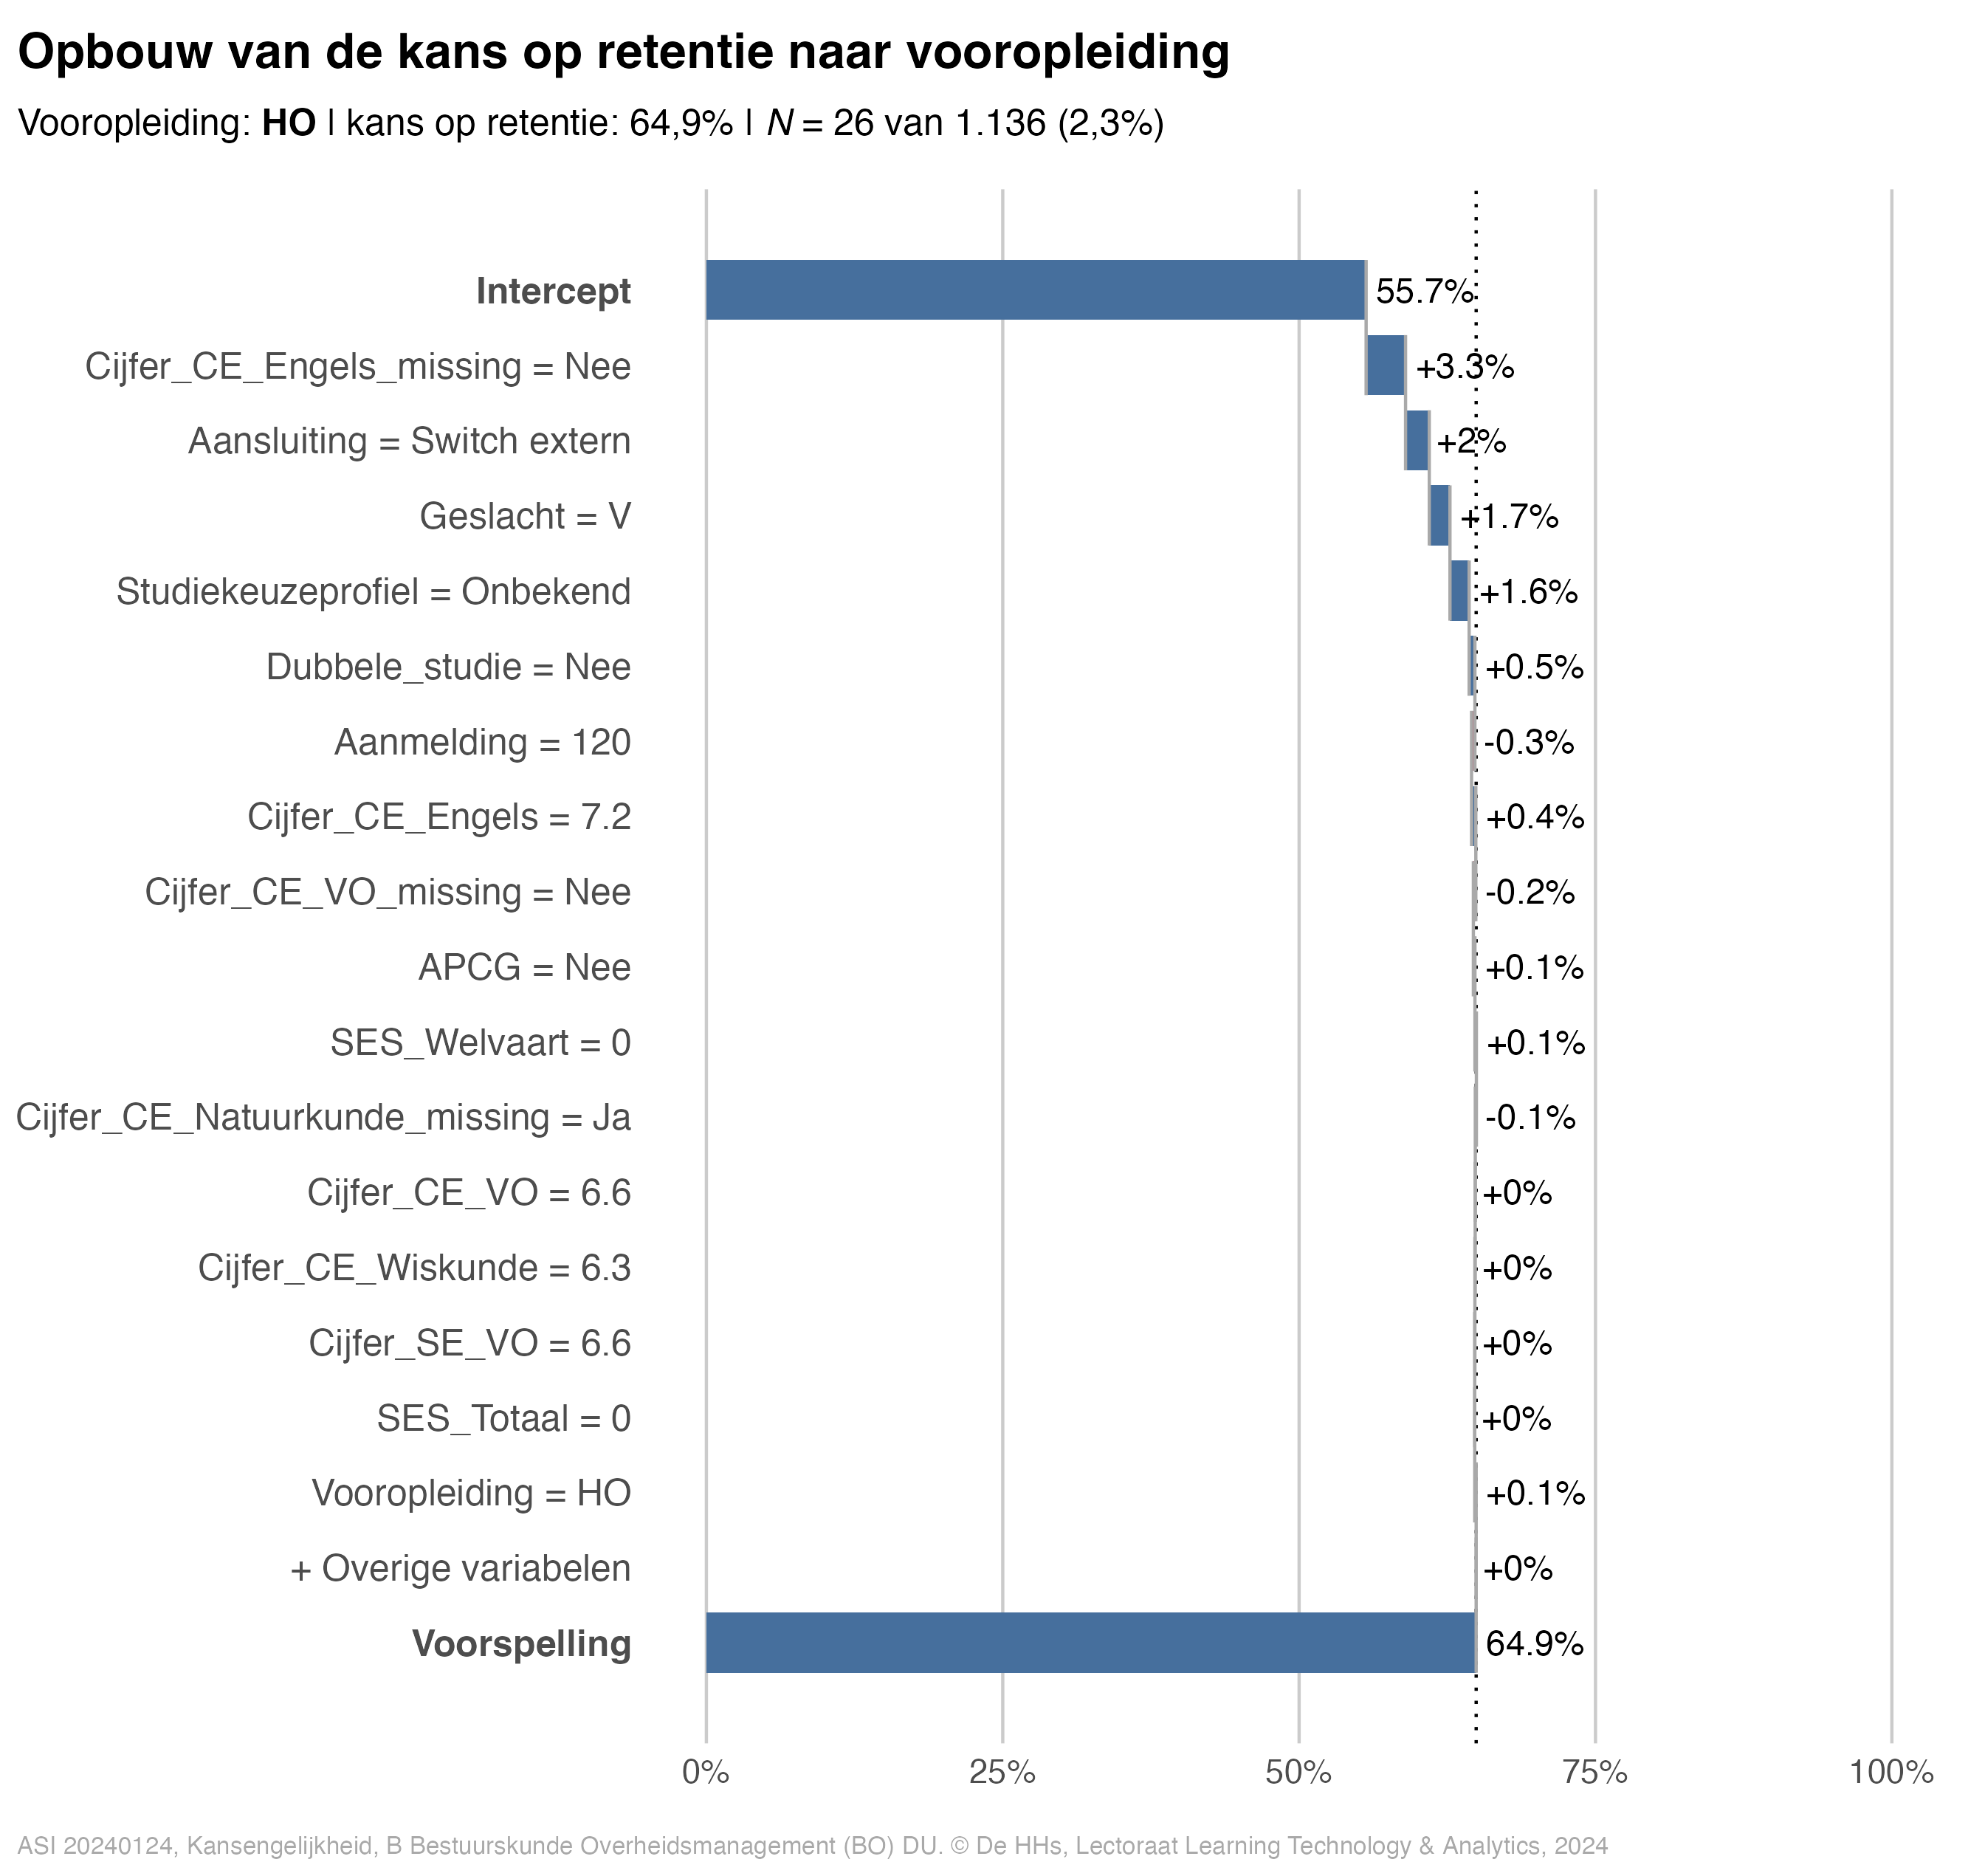 Opbouw van de kans op retentie naar vooropleiding
Vooropleiding: HO | kans op retentie: 64,9% | N = 26 van 1.136 (2,3%)
Intercept 55.7%
Cijfer_CE_Engels_missing = Nee +3.3%
Aansluiting = Switch extern +2%
Geslacht = V +1.7%
Studiekeuzeprofiel = Onbekend +1.6%
Dubbele_studie = Nee +0.5%
Aanmelding = 120 -0.3%
Cijfer_CE_Engels = 7.2 +0.4%
Cijfer_CE_VO_missing = Nee -0.2%
APCG = Nee +0.1%
SES_Welvaart = 0 +0.1%
Cijfer_CE_Natuurkunde_missing = Ja -0.1%
Cijfer_CE_VO = 6.6 +0%
Cijfer_CE_Wiskunde = 6.3 +0%
Cijfer_SE_VO = 6.6 +0%
SES_Totaal = 0 +0%
Vooropleiding = HO +0.1%
+ Overige variabelen +0%
Voorspelling 64.9%
0% 25% 50% 75% 100%
ASI 20240124, Kansengelijkheid, B Bestuurskunde Overheidsmanagement (BO) DU. © De HHs, Lectoraat Learning Technology & Analytics, 2024